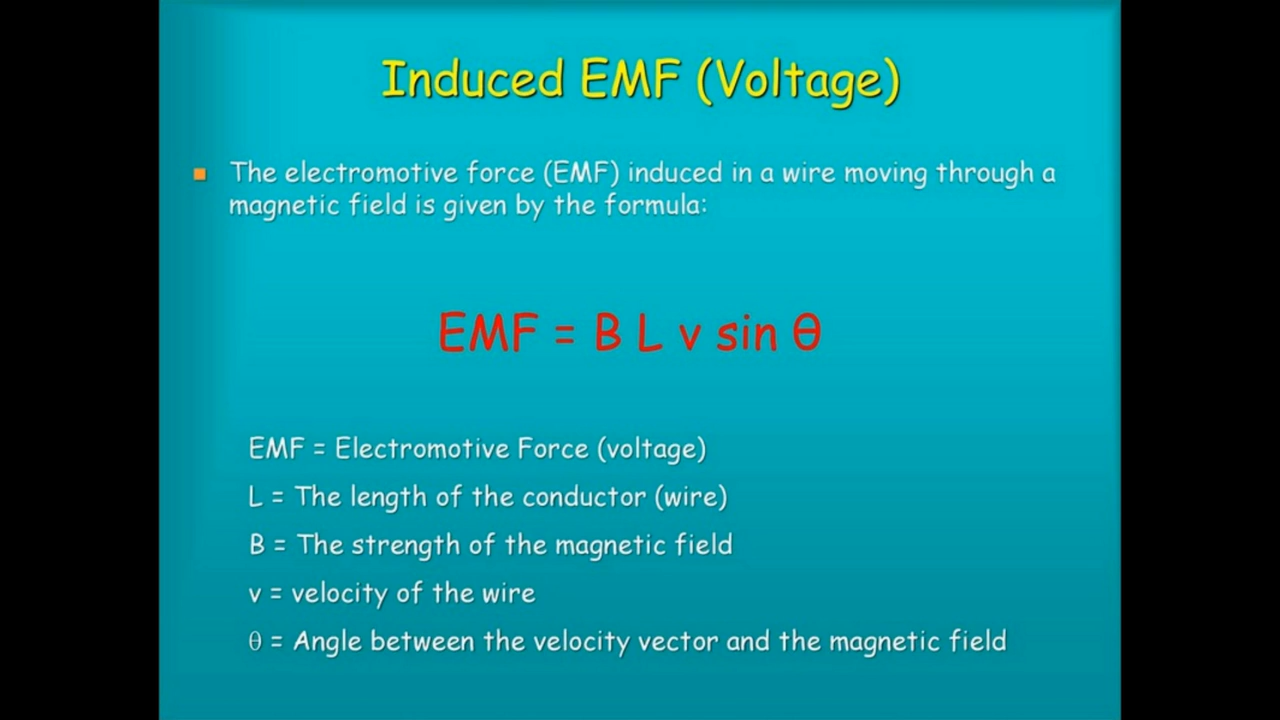 Induced EMF (Voltage)
The electromotive force (EMF) induced in a wire moving through a
magnetic field is given by the formula:
EMF = B L v sin θ
EMF = Electromotive Force (voltage)
L = The length of the conductor (wire)
B = The strength of the magnetic field
v = velocity of the wire
θ = Angle between the velocity vector and the magnetic field